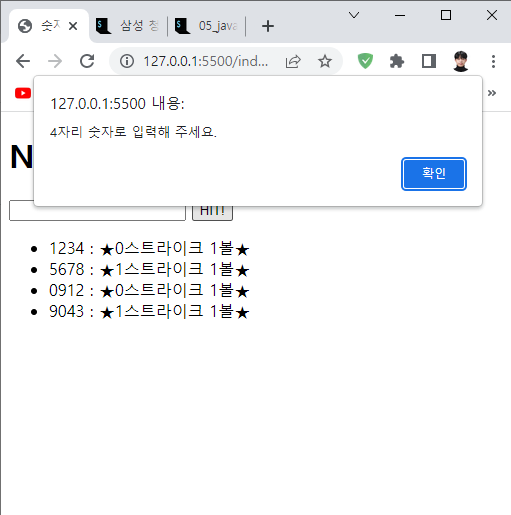 숫자
삼성 청
05_java
127.0.0.1:5500/ind...
127.0.0.1:5500 내용:
4자리 숫자로 입력해 주세요.
확인
N
HIT!
• 1234 : ★0스트라이크 1볼★
• 5678 : ★1스트라이크 1볼★
• 0912 : ★0스트라이크 1볼★
• 9043 : ★1스트라이크 1볼★